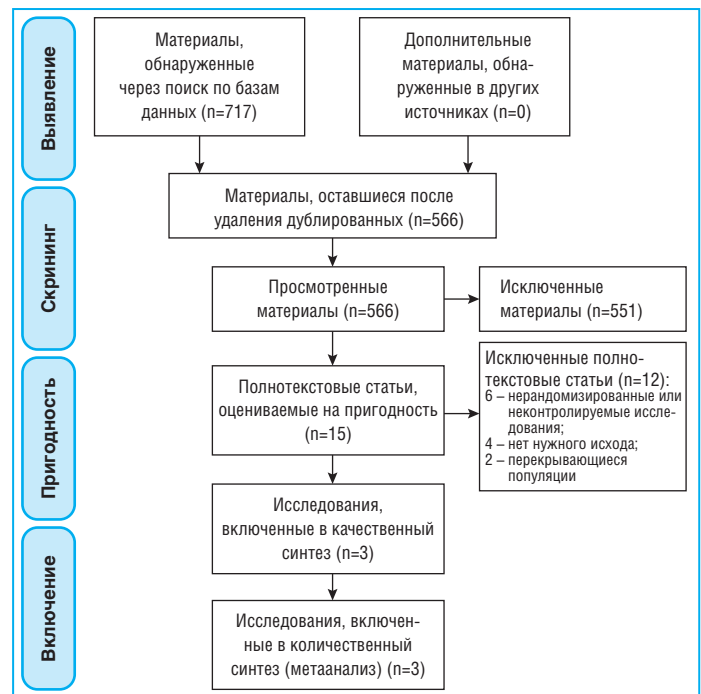 Выявление
Материалы,
обнаруженные
через поиск по базам
данных (n=717)
Дополнительные
материалы, обна-
руженные в других
источниках (n=0)
Материалы, оставшиеся после
удаления дублированных (n=566)
Скрининг
Просмотренные
материалы (n=566)
Исключенные
материалы (n=551)
Пригодность
Полнотекстовые статьи,
оцениваемые на пригодность
(n=15)
Исключенные полно-
текстовые статьи (n=12):
6 – нерандомизированные или
неконтролируемые иссле-
дования;
4 – нет нужного исхода;
2 – перекрывающиеся
популяции
Исследования,
включенные в качественный
синтез (n=3)
Включение
Исследования, включен-
ные в количественный
синтез (метаанализ) (n=3)